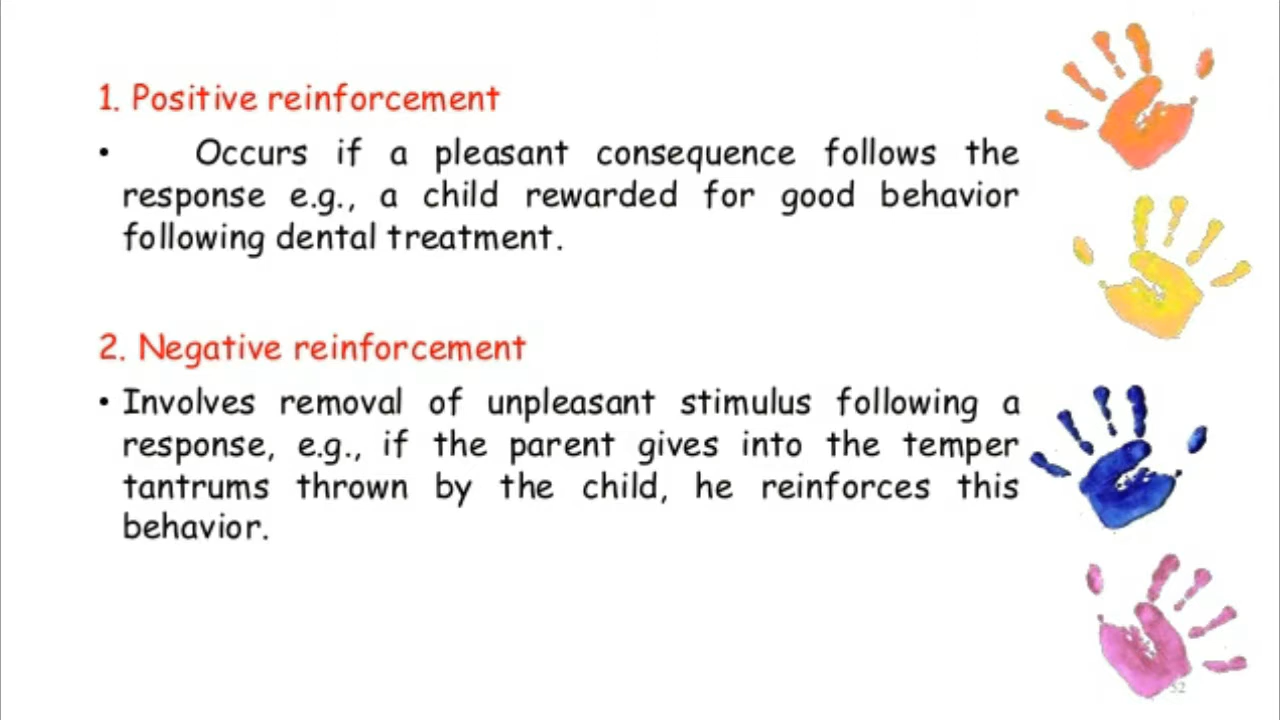 1. Positive reinforcement
• Occurs if a pleasant consequence follows the
response e.g., a child rewarded for good behavior
following dental treatment.
2. Negative reinforcement
• Involves removal of unpleasant stimulus following a
response, e.g., if the parent gives into the temper
tantrums thrown by the child, he reinforces this
behavior.
52